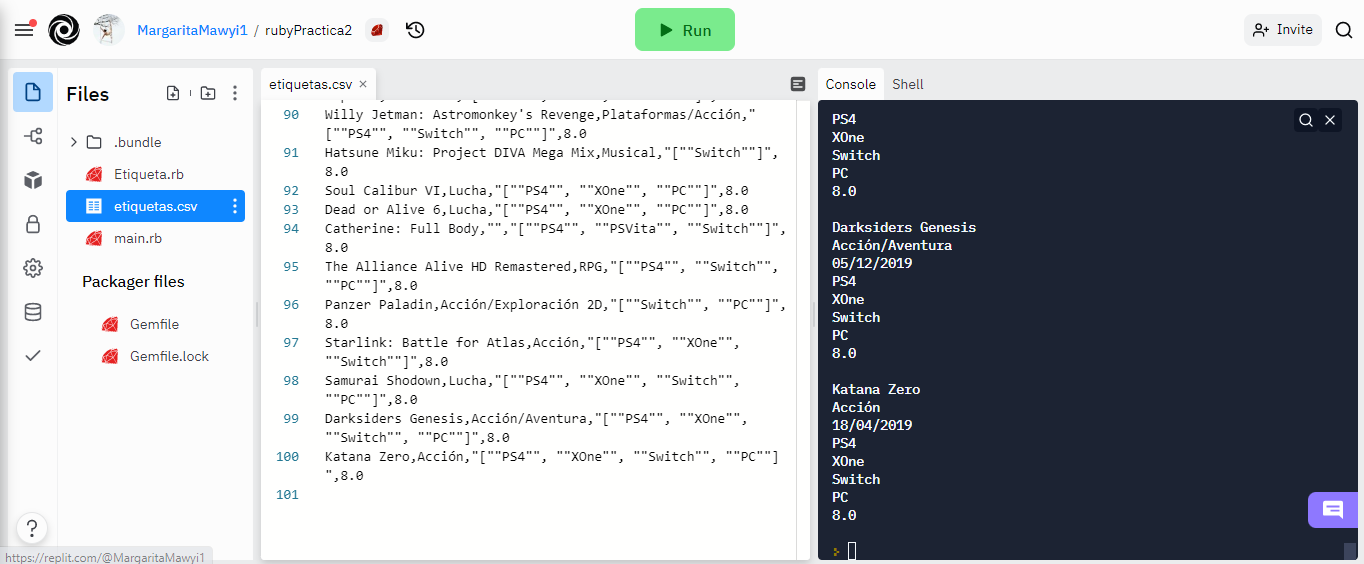 MargaritaMawyi1 / rubyPractica2
Run
Invite
Files
.bundle
Etiqueta.rb
etiquetas.csv
main.rb
Packager files
Gemfile
Gemfile.lock
?
https://replit.com/@MargaritaMawyi1
etiquetas.csv ×
90 Willy Jetman: Astromonkey's Revenge,Plataformas/Acción,"
[""PS4"", ""Switch"", ""PC""]",8.0
91 Hatsune Miku: Project DIVA Mega Mix,Musical,"[""Switch""]",
8.0
92 Soul Calibur VI,Lucha,"[""PS4"", ""XOne"", ""PC""]",8.0
93 Dead or Alive 6,Lucha,"[""PS4"", ""XOne"", ""PC""]",8.0
94 Catherine: Full Body,"","[""PS4"", ""PSVita"", ""Switch""]",
8.0
95 The Alliance Alive HD Remastered,RPG,"[""PS4"", ""Switch"",
""PC""]",8.0
96 Panzer Paladin,Acción/Exploración 2D,"[""Switch"", ""PC""]",
8.0
97 Starlink: Battle for Atlas,Acción,"[""PS4"", ""XOne"",
""Switch""]",8.0
98 Samurai Shodown,Lucha,"[""PS4"", ""XOne"", ""Switch"",
""PC""]",8.0
99 Darksiders Genesis,Acción/Aventura,"[""PS4"", ""XOne"",
""Switch"", ""PC""]",8.0
100 Katana Zero,Acción,"[""PS4"", ""XOne"", ""Switch"", ""PC""]
",8.0
101
Console
Shell
PS4
XOne
Switch
PC
8.0
Darksiders Genesis
Acción/Aventura
05/12/2019
PS4
XOne
Switch
PC
8.0
Katana Zero
Acción
18/04/2019
PS4
XOne
Switch
PC
8.0